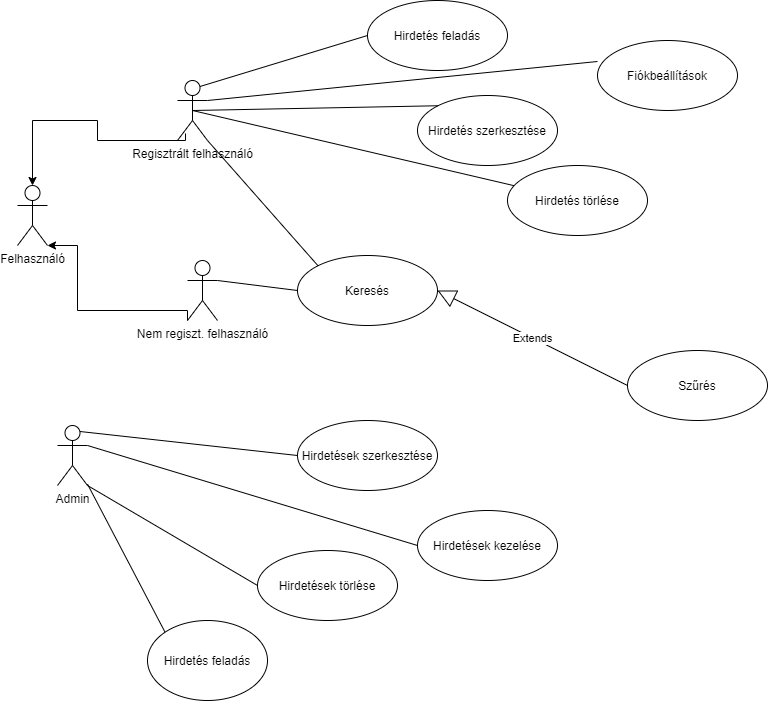 Hirdetés feladás
Fiókbeállítások
Hirdetés szerkesztése
Regisztrált felhasználó
Hirdetés törlése
Felhasználó
Keresés
Nem regiszt. felhasználó
Extends
Szűrés
Hirdetések szerkesztése
Admin
Hirdetések kezelése
Hirdetések törlése
Hirdetés feladás